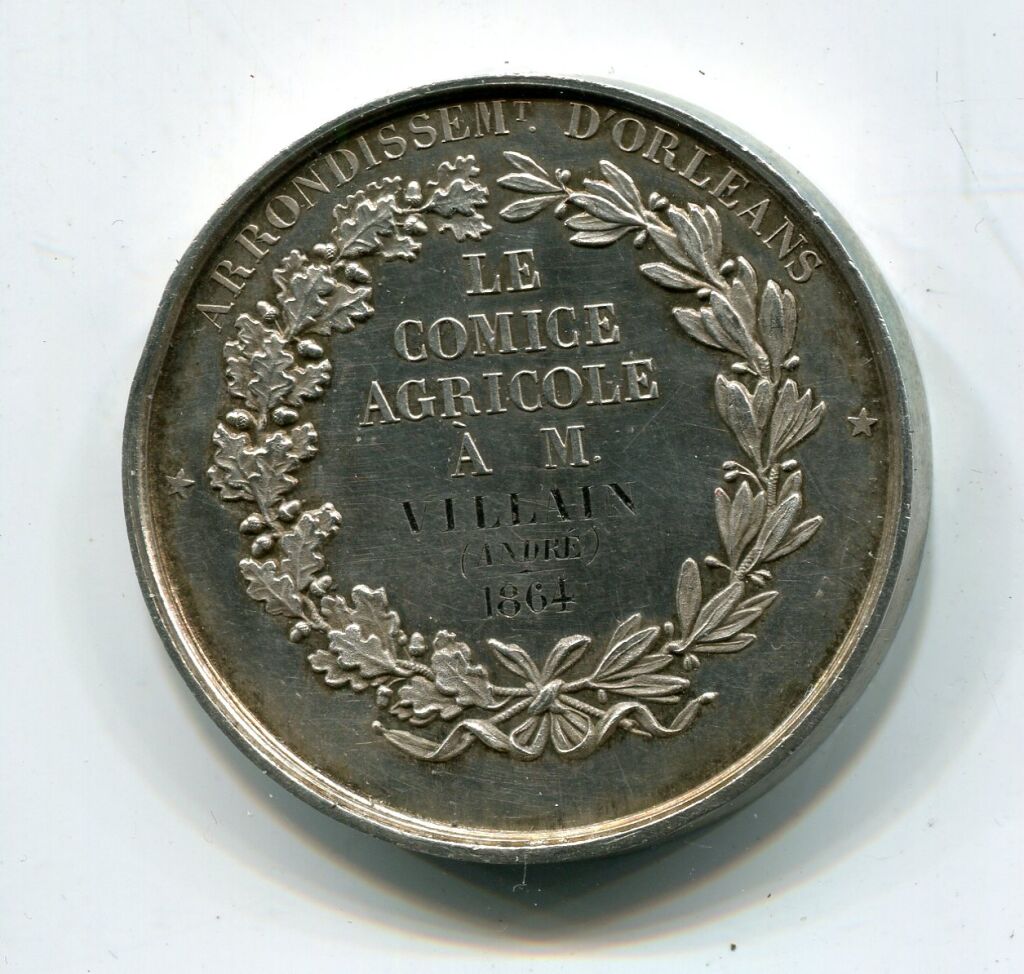 ARRONDISSEMT. D'ORLEANS
LE
COMICE
AGRICOLE
À M.
VILLAIN
(ANDRÉ)
1864